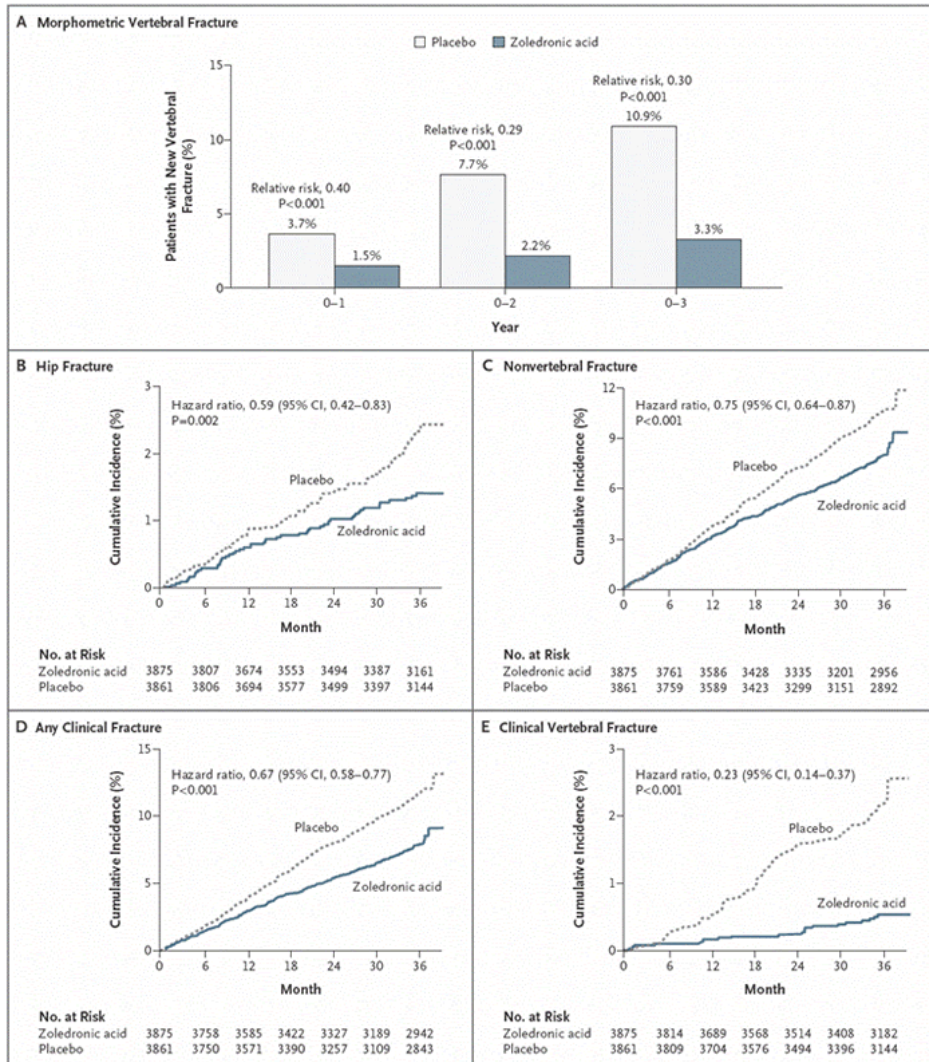 A Morphometric Vertebral Fracture
Placebo Zoledronic acid
Patients with New Vertebral
Fracture (%)
15
10
5
0
Relative risk, 0.40
P<0.001
3.7%
1.5%
Relative risk, 0.29
P<0.001
7.7%
2.2%
Relative risk, 0.30
P<0.001
10.9%
3.3%
0–1 0–2 0–3
Year
B Hip Fracture
Cumulative Incidence (%)
3
2
1
0
Hazard ratio, 0.59 (95% CI, 0.42–0.83)
P=0.002
Placebo
Zoledronic acid
0 6 12 18 24 30 36
Month
No. at Risk
Zoledronic acid 3875 3807 3674 3553 3494 3387 3161
Placebo 3861 3806 3694 3577 3499 3397 3144
C Nonvertebral Fracture
Cumulative Incidence (%)
12
9
6
3
0
Hazard ratio, 0.75 (95% CI, 0.64–0.87)
P<0.001
Placebo
Zoledronic acid
0 6 12 18 24 30 36
Month
No. at Risk
Zoledronic acid 3875 3761 3586 3428 3335 3201 2956
Placebo 3861 3759 3589 3423 3299 3151 2892
D Any Clinical Fracture
Cumulative Incidence (%)
15
10
5
0
Hazard ratio, 0.67 (95% CI, 0.58–0.77)
P<0.001
Placebo
Zoledronic acid
0 6 12 18 24 30 36
Month
No. at Risk
Zoledronic acid 3875 3758 3585 3422 3327 3189 2942
Placebo 3861 3750 3571 3390 3257 3109 2843
E Clinical Vertebral Fracture
Cumulative Incidence (%)
3
2
1
0
Hazard ratio, 0.23 (95% CI, 0.14–0.37)
P<0.001
Placebo
Zoledronic acid
0 6 12 18 24 30 36
Month
No. at Risk
Zoledronic acid 3875 3814 3689 3568 3514 3408 3182
Placebo 3861 3809 3704 3576 3494 3396 3144